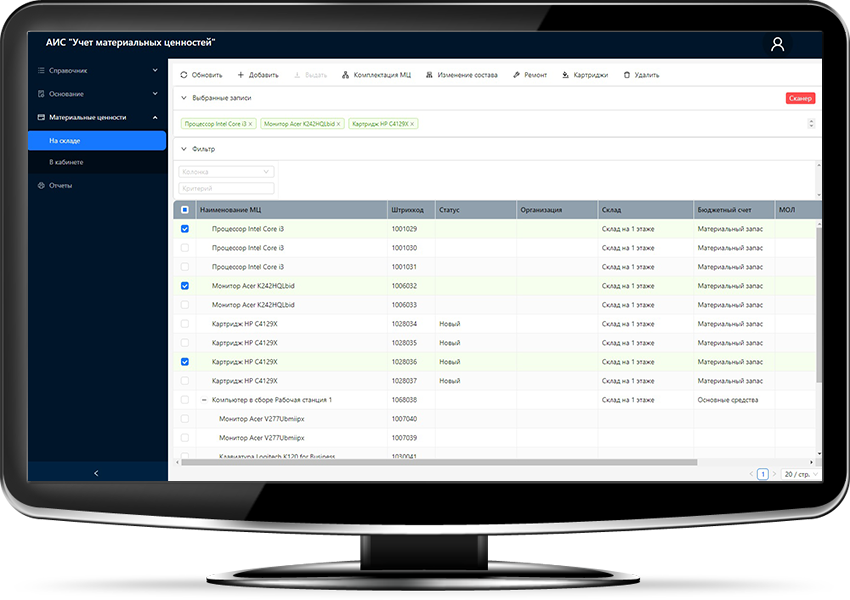 АИС "Учет материальных ценностей"
Справочник
Основание
Материальные ценности
На складе
В кабинете
Отчеты
Обновить Добавить Выдать Комплектация МЦ Изменение состава Ремонт Картриджи Удалить
Выбранные записи Сканер
Процессор Intel Core i3 × Монитор Acer K242HQLbid × Картридж HP C4129X ×
Фильтр
Колонка
Критерий
Наименование МЦ Штрихкод Статус Организация Склад Бюджетный счет МОЛ
Процессор Intel Core i3 1001029 Склад на 1 этаже Материальный запас
Процессор Intel Core i3 1001030 Склад на 1 этаже Материальный запас
Процессор Intel Core i3 1001031 Склад на 1 этаже Материальный запас
Монитор Acer K242HQLbid 1006032 Склад на 1 этаже Материальный запас
Монитор Acer K242HQLbid 1006033 Склад на 1 этаже Материальный запас
Картридж HP C4129X 1028034 Новый Склад на 1 этаже Материальный запас
Картридж HP C4129X 1028035 Новый Склад на 1 этаже Материальный запас
Картридж HP C4129X 1028036 Новый Склад на 1 этаже Материальный запас
Картридж HP C4129X 1028037 Новый Склад на 1 этаже Материальный запас
Компьютер в сборе Рабочая станция 1 1068038 Склад на 1 этаже Основные средства
Монитор Acer V277Ubmiipx 1007040
Монитор Acer V277Ubmiipx 1007039
Клавиатура Logitech K120 for Business 1030041
< 1 > 20 / стр.